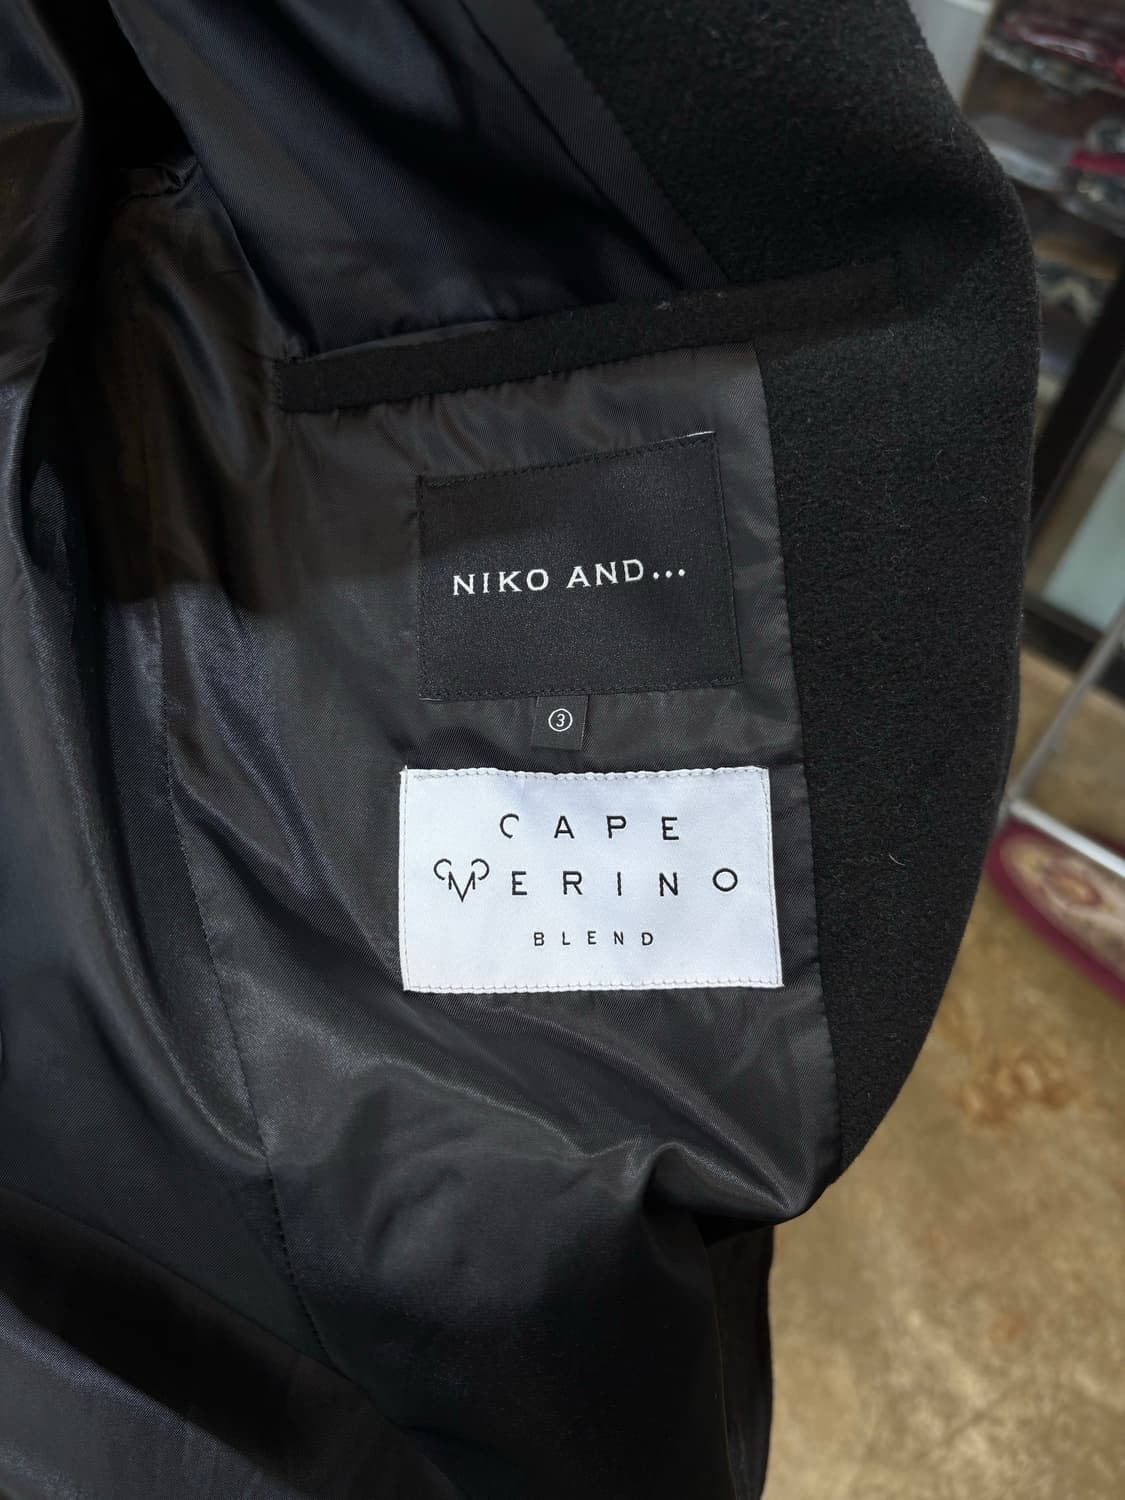 NIKO AND...
3
CAPE
MERINO
BLEND